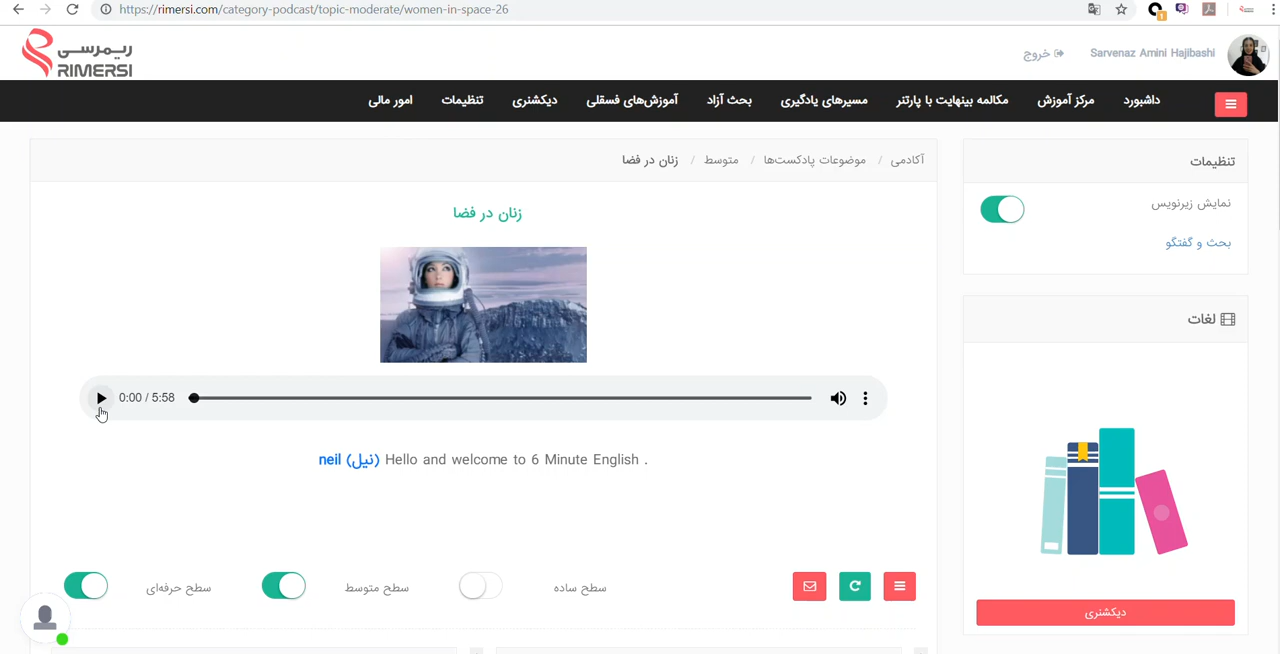 https://rimersi.com/category-podcast/topic-moderate/women-in-space-26
ریمرسی
RIMERSI
خروج
Sarvenaz Amini Hajibashi
داشبورد
مرکز آموزش
مکالمه بینهایت با پارتنر
مسیرهای یادگیری
بحث آزاد
آموزش‌های فسقلی
دیکشنری
تنظیمات
امور مالی
آکادمی / موضوعات پادکست‌ها / متوسط / زنان در فضا
تنظیمات
نمایش زیرنویس
بحث و گفتگو
زنان در فضا
لغات
0:00 / 5:58
neil (نیل) Hello and welcome to 6 Minute English .
سطح ساده
سطح متوسط
سطح حرفه‌ای
دیکشنری